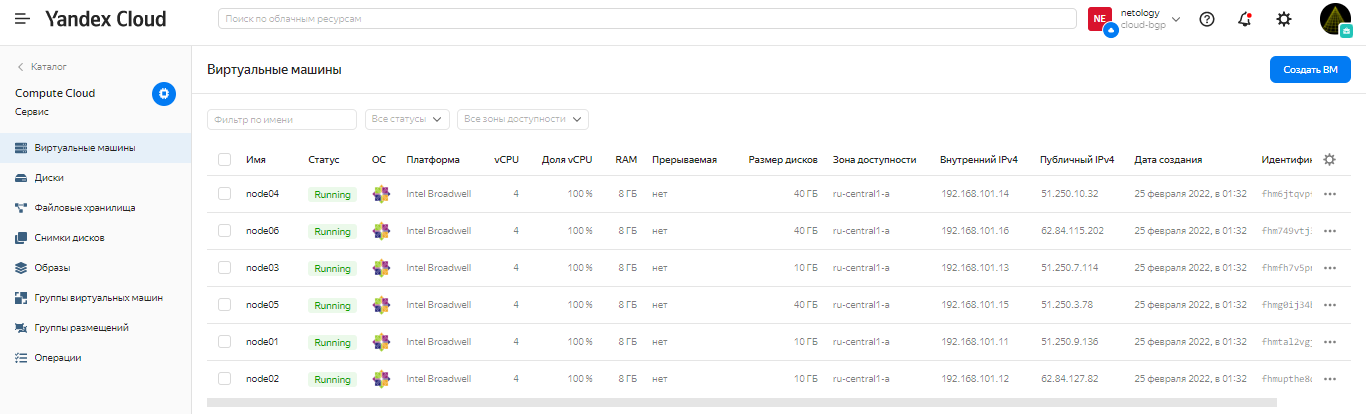 Yandex Cloud
Поиск по облачным ресурсам
NE
netology
cloud-bgp
Каталог
Compute Cloud
Сервис
Виртуальные машины
Диски
Файловые хранилища
Снимки дисков
Образы
Группы виртуальных машин
Группы размещений
Операции
Виртуальные машины
Создать ВМ
Фильтр по имени
Все статусы
Все зоны доступности
Имя Статус ОС Платформа vCPU Доля vCPU RAM Прерываемая Размер дисков Зона доступности Внутренний IPv4 Публичный IPv4 Дата создания Идентифик
node04 Running Intel Broadwell 4 100 % 8 ГБ нет 40 ГБ ru-central1-a 192.168.101.14 51.250.10.32 25 февраля 2022, в 01:32 fhm6jtqvp
node06 Running Intel Broadwell 4 100 % 8 ГБ нет 40 ГБ ru-central1-a 192.168.101.16 62.84.115.202 25 февраля 2022, в 01:32 fhm749vtj
node03 Running Intel Broadwell 4 100 % 8 ГБ нет 10 ГБ ru-central1-a 192.168.101.13 51.250.7.114 25 февраля 2022, в 01:32 fhmfh7v5p
node05 Running Intel Broadwell 4 100 % 8 ГБ нет 40 ГБ ru-central1-a 192.168.101.15 51.250.3.78 25 февраля 2022, в 01:32 fhmg0ij34
node01 Running Intel Broadwell 4 100 % 8 ГБ нет 10 ГБ ru-central1-a 192.168.101.11 51.250.9.136 25 февраля 2022, в 01:32 fhmtal2vg
node02 Running Intel Broadwell 4 100 % 8 ГБ нет 10 ГБ ru-central1-a 192.168.101.12 62.84.127.82 25 февраля 2022, в 01:32 fhmupthe8